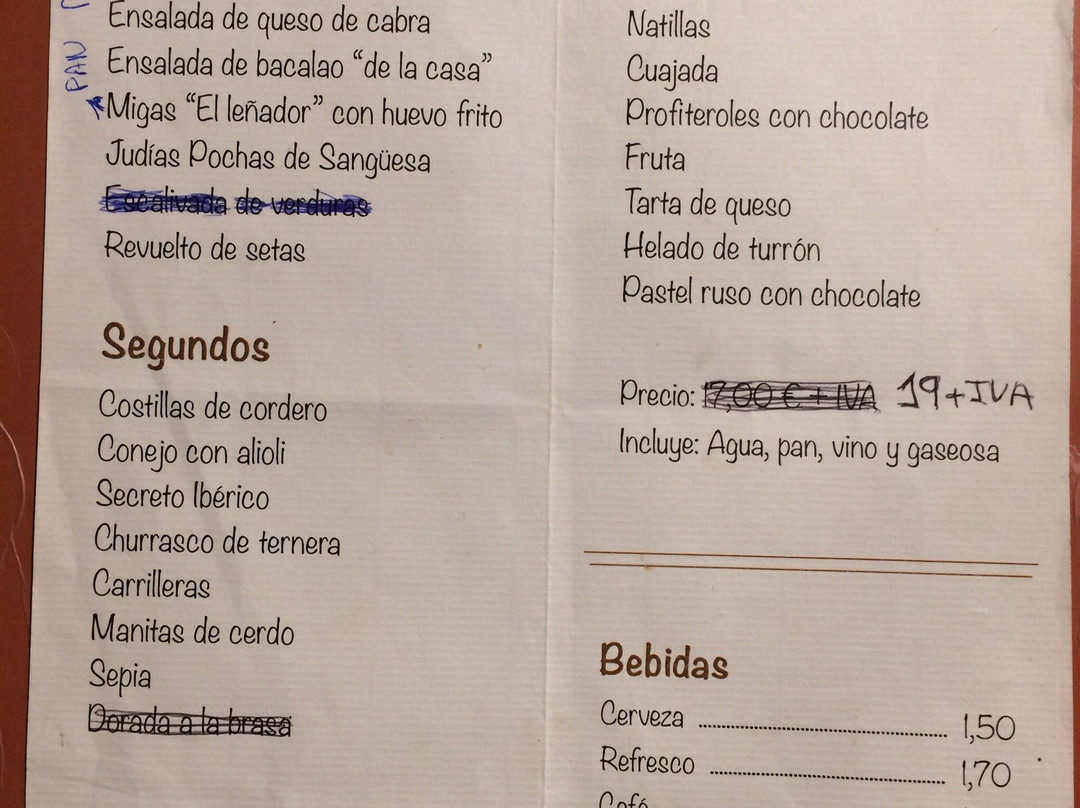 PAN
Ensalada de queso de cabra
Ensalada de bacalao “de la casa”
Migas “El leñador” con huevo frito
Judías Pochas de Sangüesa
Escalivada de verduras
Revuelto de setas
Segundos
Costillas de cordero
Conejo con alioli
Secreto Ibérico
Churrasco de ternera
Carrilleras
Manitas de cerdo
Sepia
Dorada a la brasa
Natillas
Cuajada
Profiteroles con chocolate
Fruta
Tarta de queso
Helado de turrón
Pastel ruso con chocolate
Precio: 17,00 € + IVA 19+IVA
Incluye: Agua, pan, vino y gaseosa
Bebidas
Cerveza 1,50
Refresco 1,70
Café